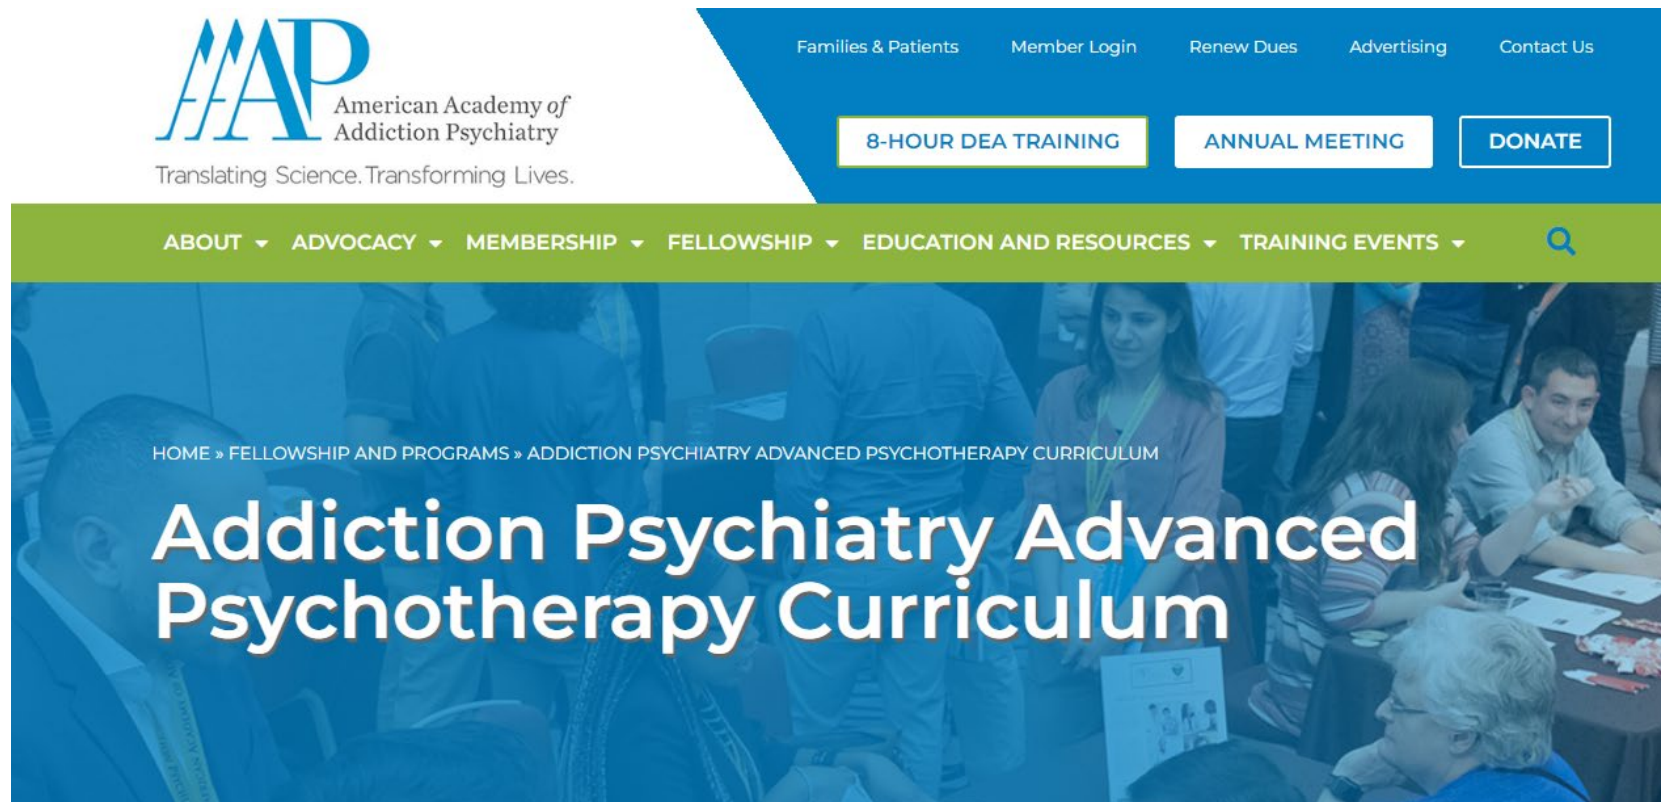 AAAP
American Academy of
Addiction Psychiatry
Translating Science. Transforming Lives.
Families & Patients
Member Login
Renew Dues
Advertising
Contact Us
8-HOUR DEA TRAINING
ANNUAL MEETING
DONATE
ABOUT
ADVOCACY
MEMBERSHIP
FELLOWSHIP
EDUCATION AND RESOURCES
TRAINING EVENTS
HOME » FELLOWSHIP AND PROGRAMS » ADDICTION PSYCHIATRY ADVANCED PSYCHOTHERAPY CURRICULUM
Addiction Psychiatry Advanced
Psychotherapy Curriculum